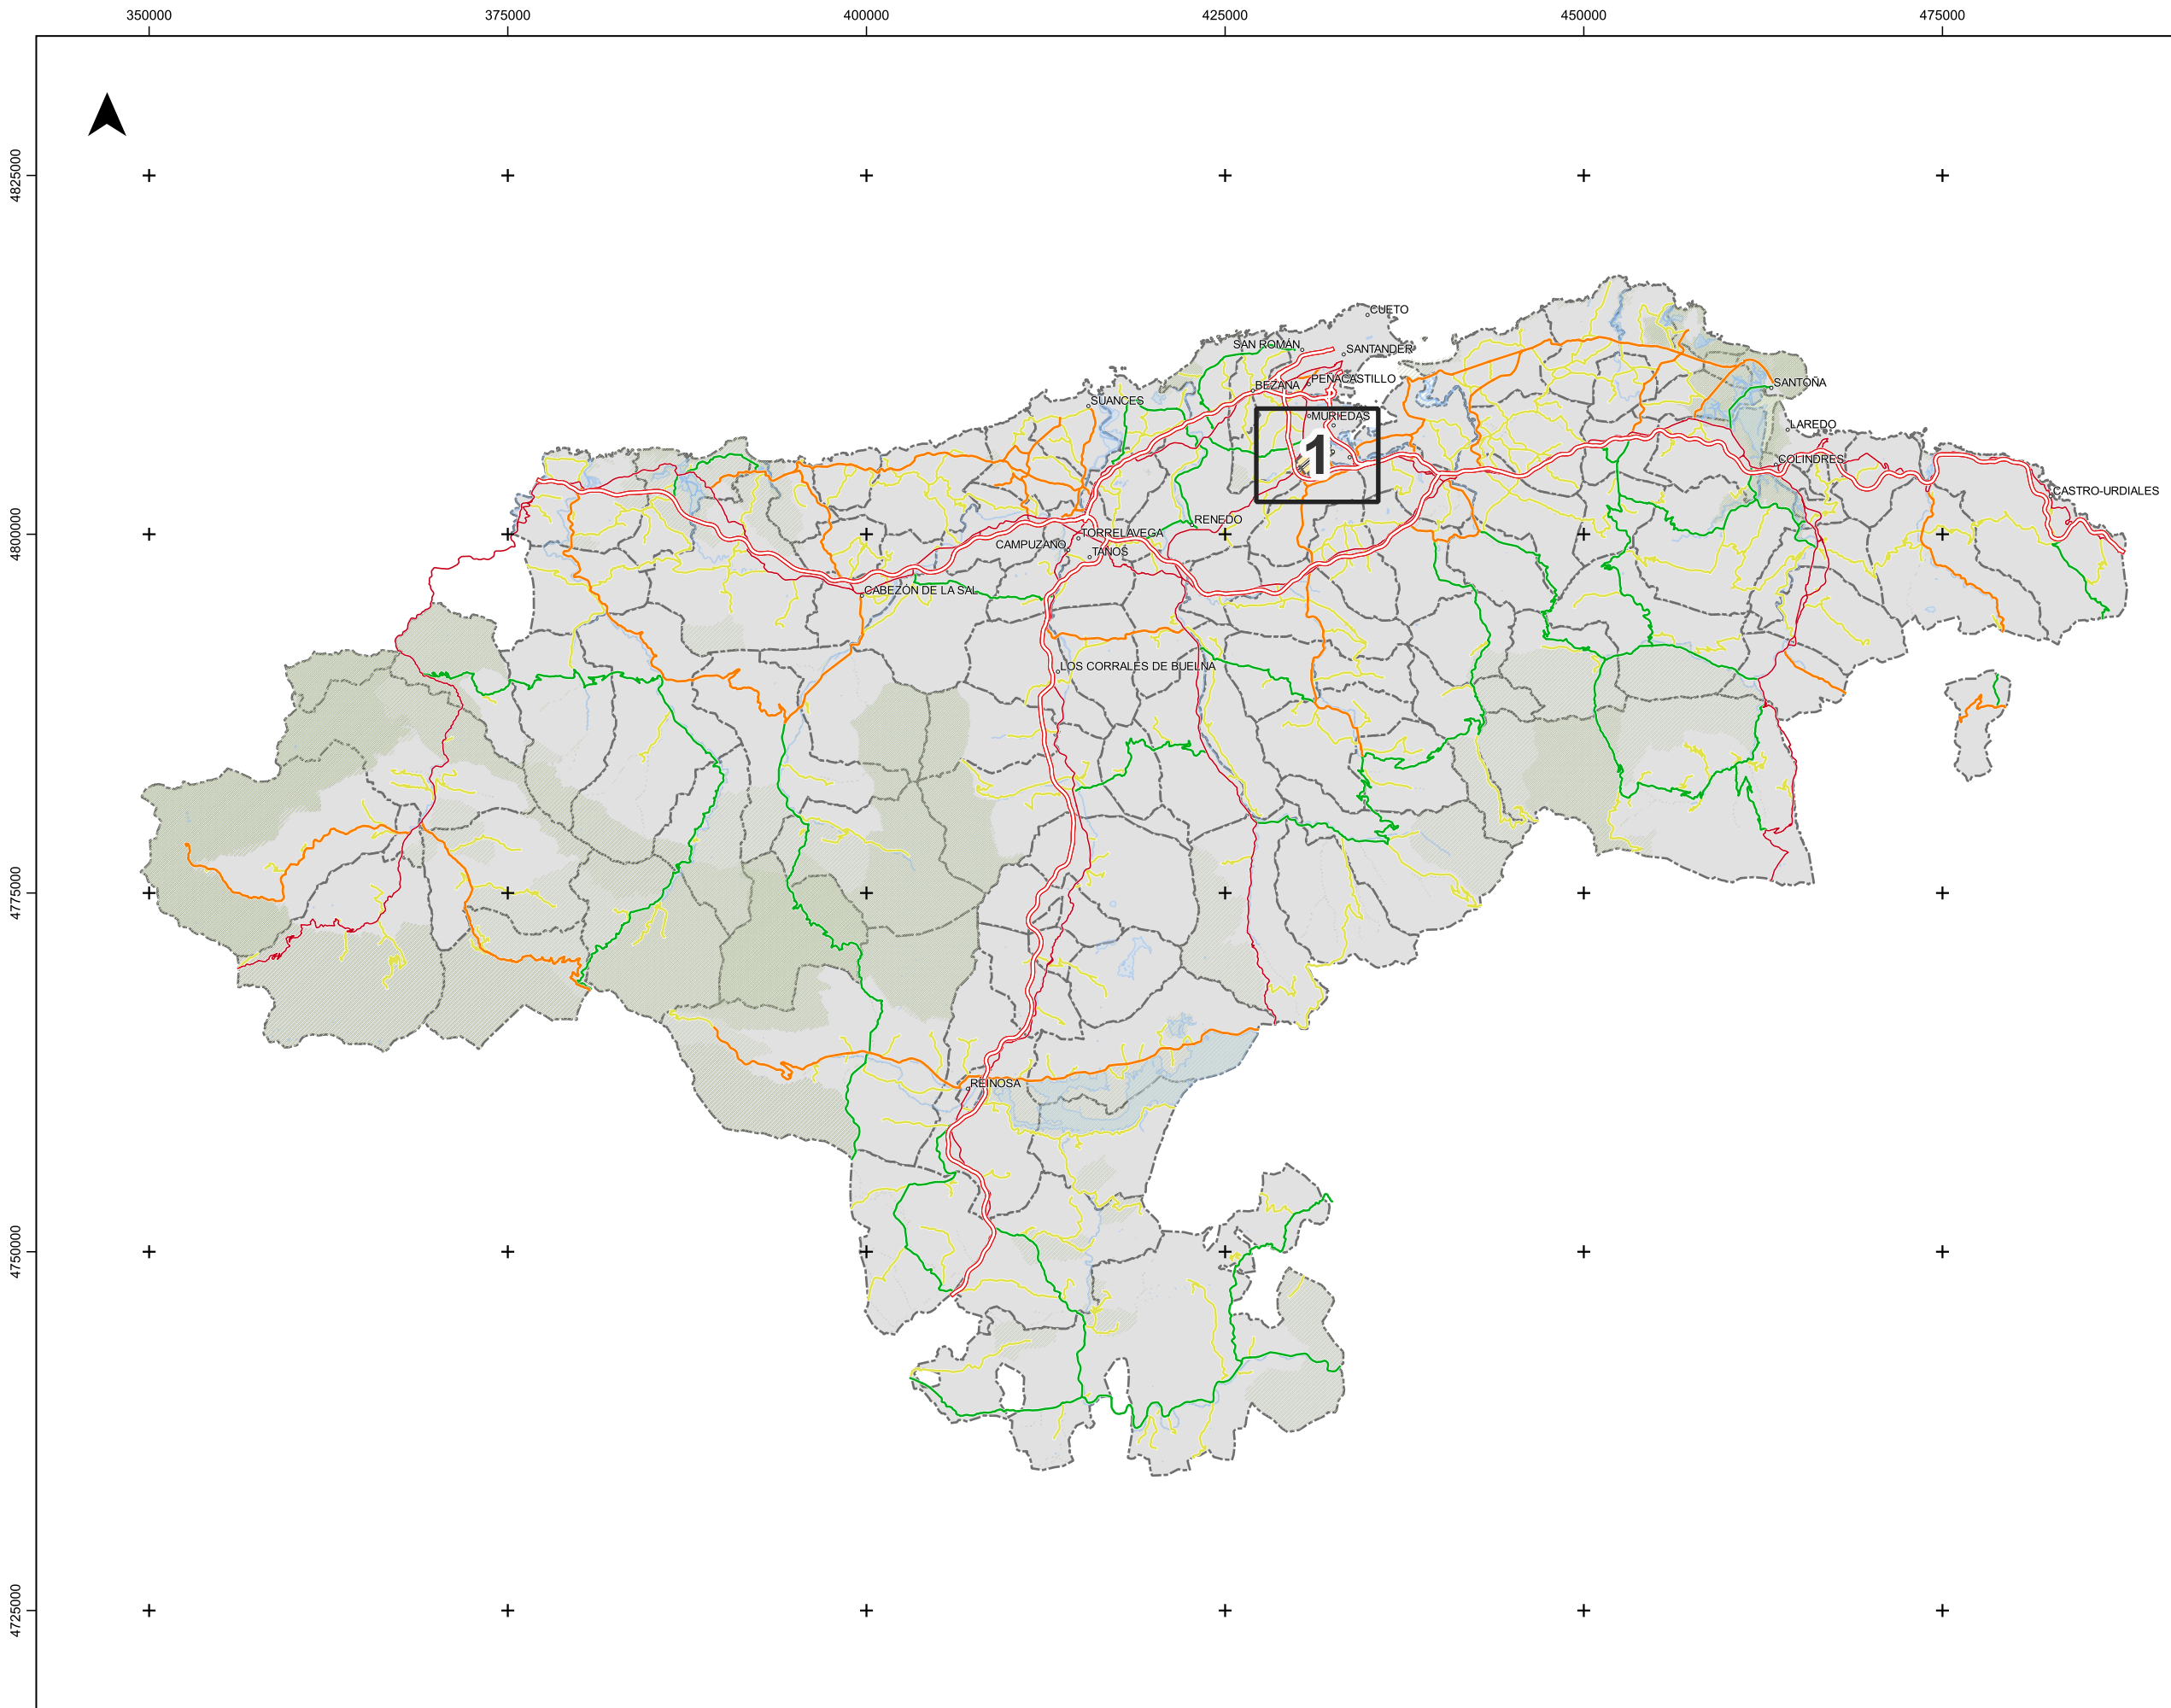 350000 375000 400000 425000 450000 475000
4825000
CUETO
SAN ROMÁN
SANTANDER
PEÑACASTILLO
BEZANA
SANTOÑA
SUANCES
MURIEDAS
LAREDO
1
COLINDRES
CASTRO-URDIALES
RENEDO
4800000
TORRELAVEGA
CAMPUZANO
TANOS
CABEZÓN DE LA SAL
LOS CORRALES DE BUELNA
4775000
REINOSA
4750000
4725000